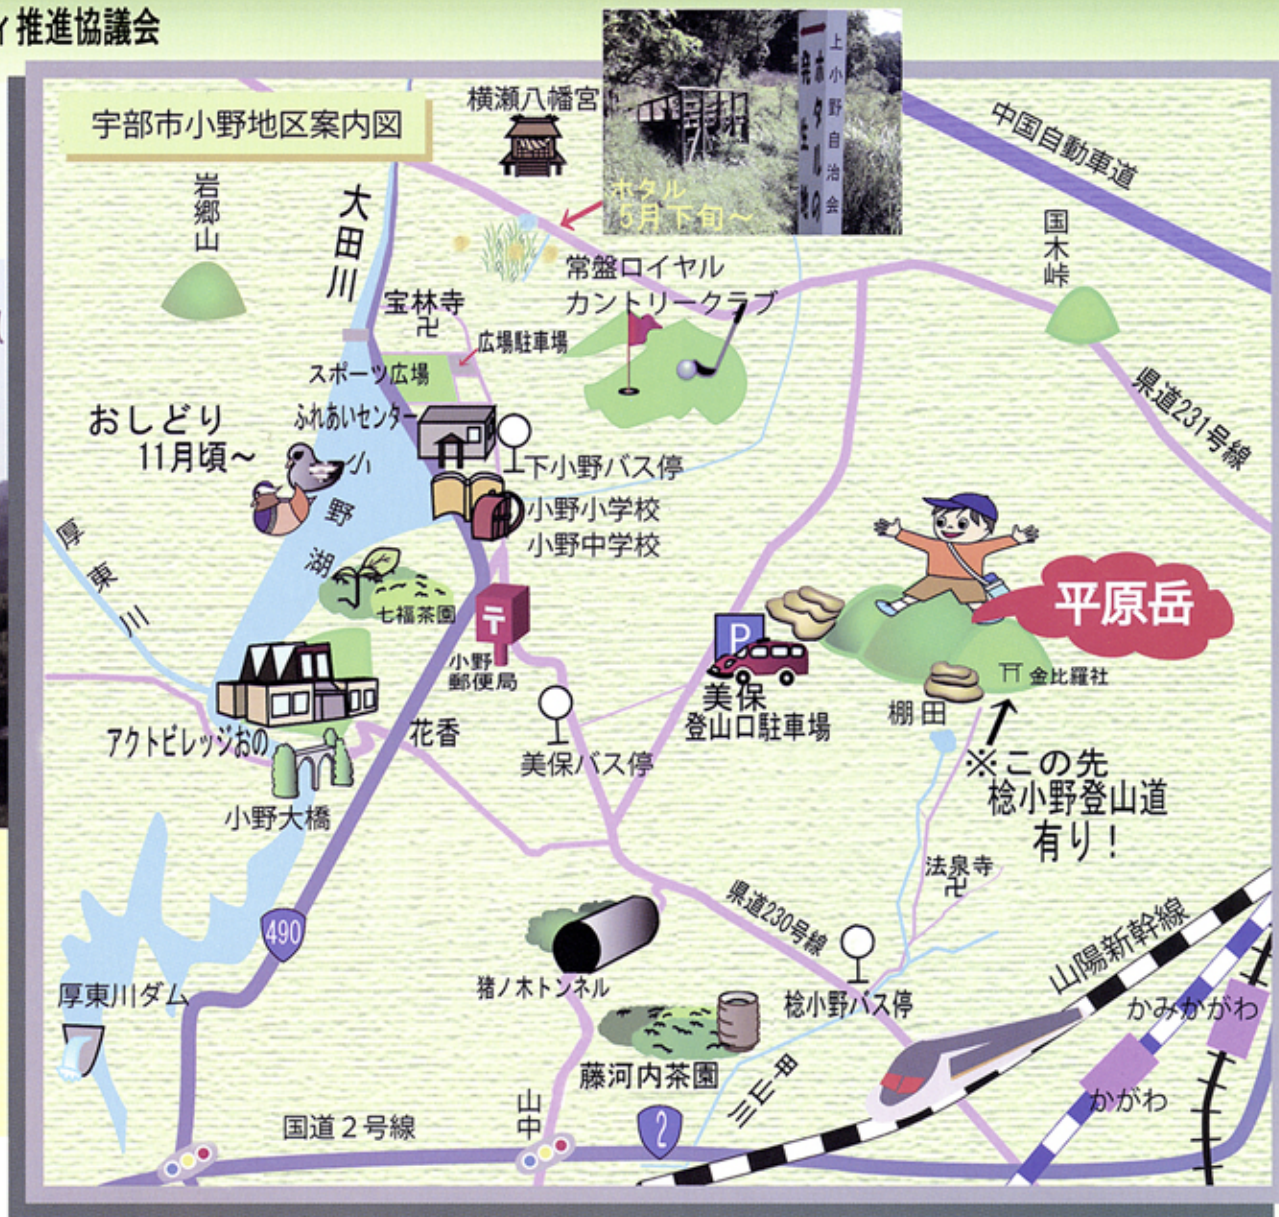 推進協議会
宇部市小野地区案内図
横瀬八幡宮
上小野自治会
ホタルの
発生地
ホタル
5月下旬～
中国自動車道
岩郷山
大田川
国木峠
常盤ロイヤル
カントリークラブ
宝林寺
卍
広場駐車場
スポーツ広場
県道231号線
おしどり
11月頃～
ふれあいセンター
下小野バス停
小野湖
小野小学校
小野中学校
厚東川
七福茶園
〒
小野
郵便局
P
平原岳
美保
登山口駐車場
棚田
金比羅社
アクトビレッジおの
花香
美保バス停
※この先
棯小野登山道
有り！
小野大橋
法泉寺
卍
県道230号線
490
山陽新幹線
厚東川ダム
猪ノ木トンネル
棯小野バス停
かみかがわ
藤河内茶園
かがわ
山中
国道2号線
2